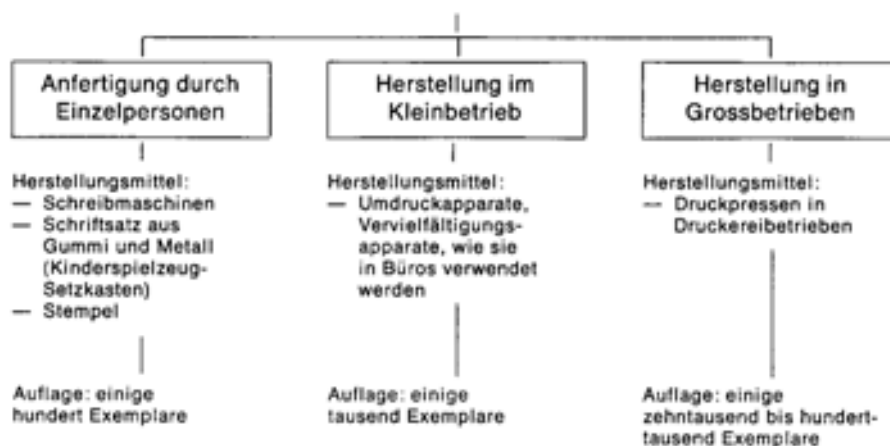 Anfertigung durch
Einzelpersonen
Herstellungsmittel:
— Schreibmaschinen
— Schriftsatz aus
Gummi und Metall
(Kinderspielzeug-
Setzkasten)
— Stempel
Auflage: einige
hundert Exemplare
Herstellung im
Kleinbetrieb
Herstellungsmittel:
— Umdruckapparate,
Vervielfältigungs-
apparate, wie sie
in Büros verwendet
werden
Auflage: einige
tausend Exemplare
Herstellung in
Grossbetrieben
Herstellungsmittel:
— Druckpressen in
Druckereibetrieben
Auflage: einige
zehntausend bis hundert-
tausend Exemplare